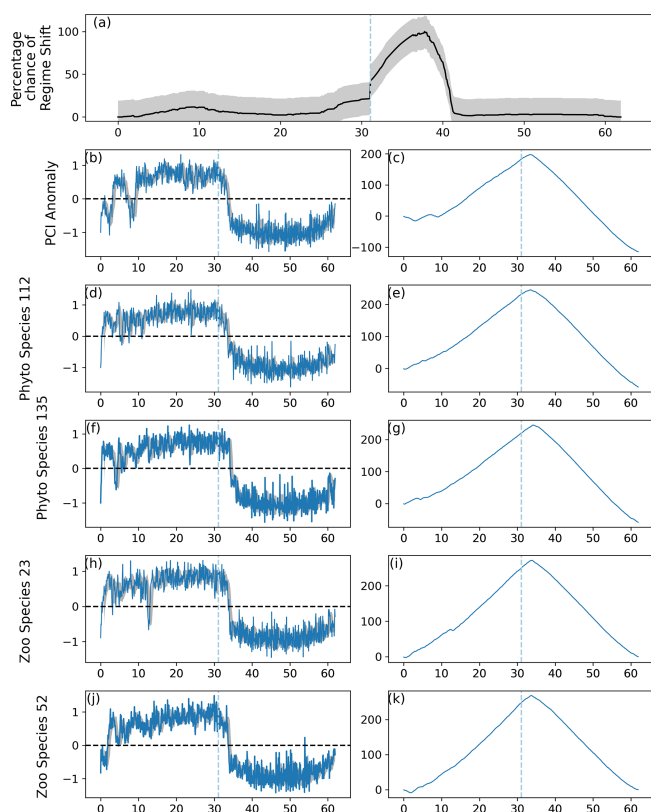 Percentage
chance of
Regime Shift
(a)
100
50
0
0 10 20 30 40 50 60
PCI Anomaly
(b)
1
0
−1
0 10 20 30 40 50 60
(c)
200
100
0
−100
0 10 20 30 40 50 60
Phyto Species 112
(d)
1
0
−1
0 10 20 30 40 50 60
(e)
200
100
0
0 10 20 30 40 50 60
Phyto Species 135
(f)
1
0
−1
0 10 20 30 40 50 60
(g)
200
100
0
0 10 20 30 40 50 60
Zoo Species 23
(h)
1
0
−1
0 10 20 30 40 50 60
(i)
200
100
0
0 10 20 30 40 50 60
Zoo Species 52
(j)
1
0
−1
0 10 20 30 40 50 60
(k)
200
100
0
0 10 20 30 40 50 60